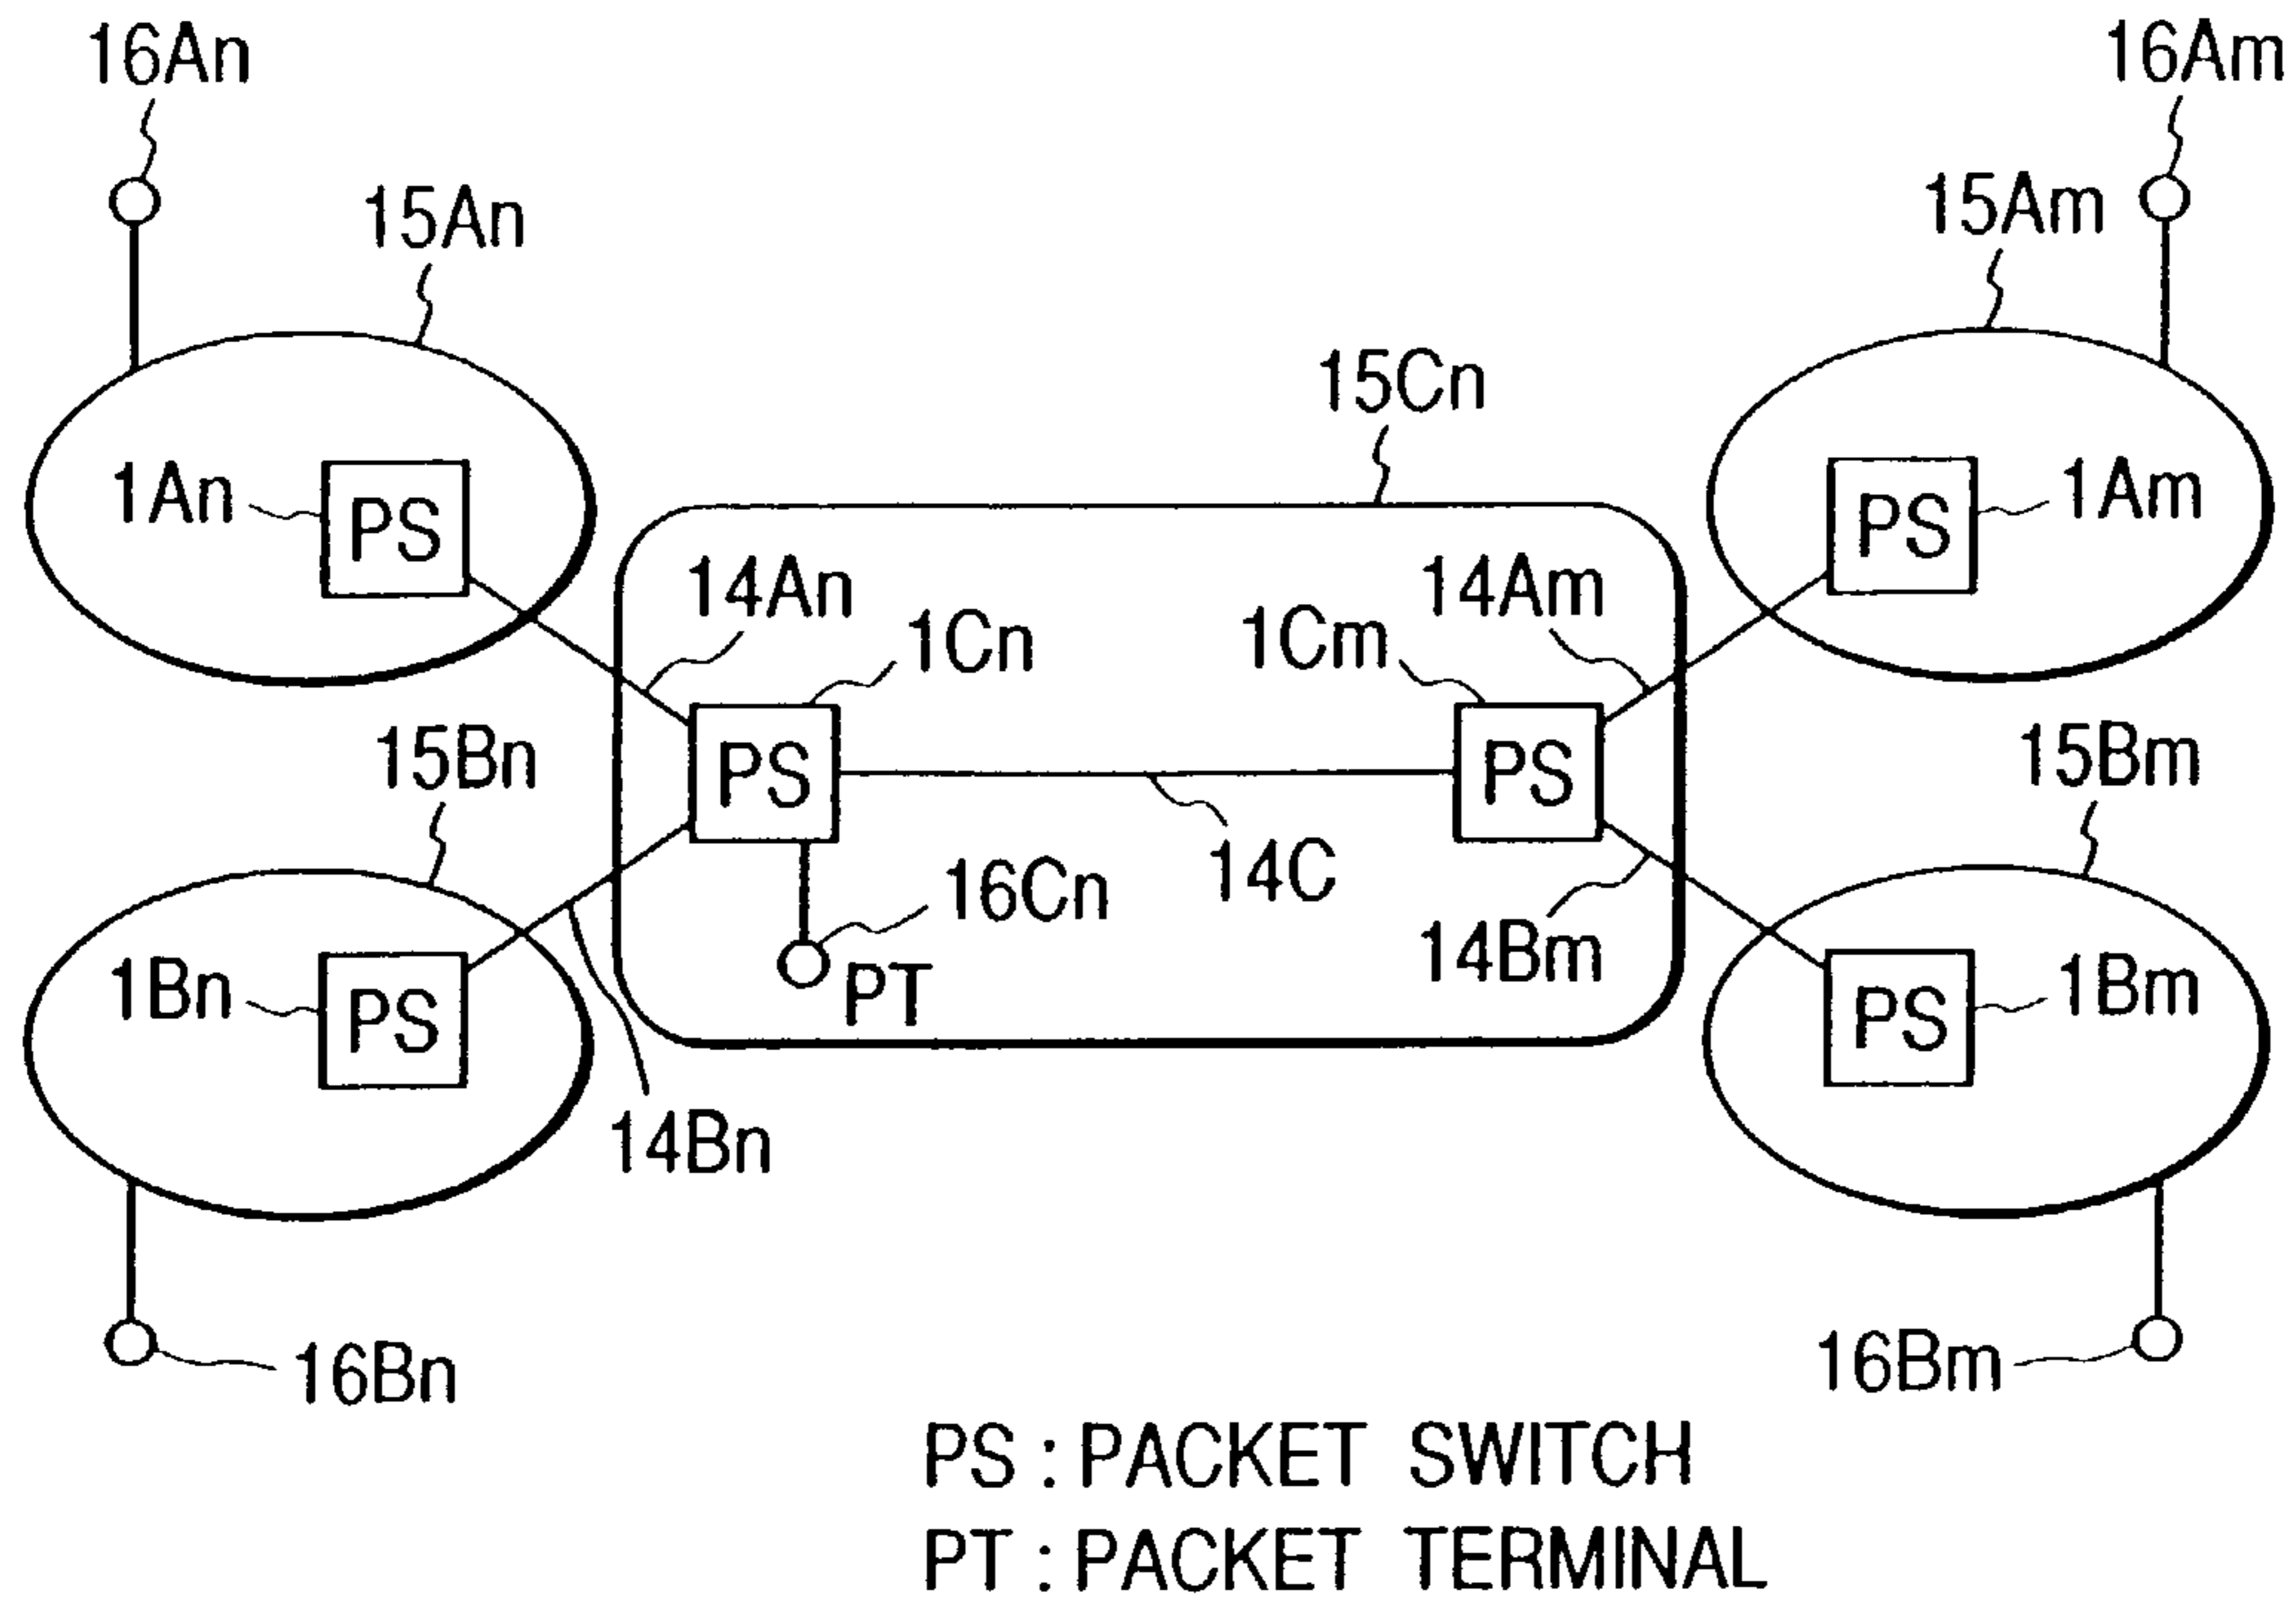 16An
16Am
15An
15Am
15Cn
1An
PS
PS
1Am
14An
14Am
1Cn
1Cm
15Bn
PS
PS
15Bm
14C
16Cn
14Bm
PT
1Bn
PS
PS
1Bm
14Bn
16Bn
16Bm
PS : PACKET SWITCH
PT : PACKET TERMINAL